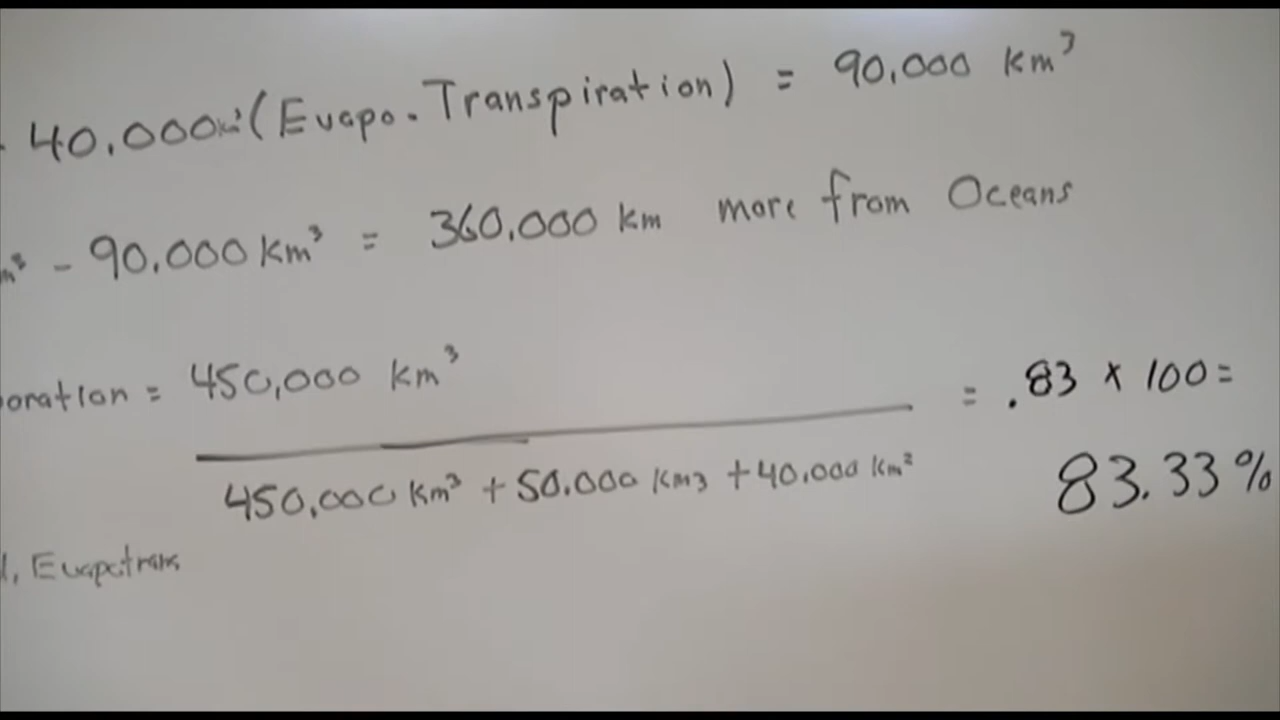 40.000km³ (Evapo. Transpiration) = 90.000 km³
- 90.000 km³ = 360.000 km more from Oceans
oration = 450,000 km³
= .83 x 100 =
450,000 km³ + 50.000 km3 + 40.000 km²
83.33%
, Evapotrans